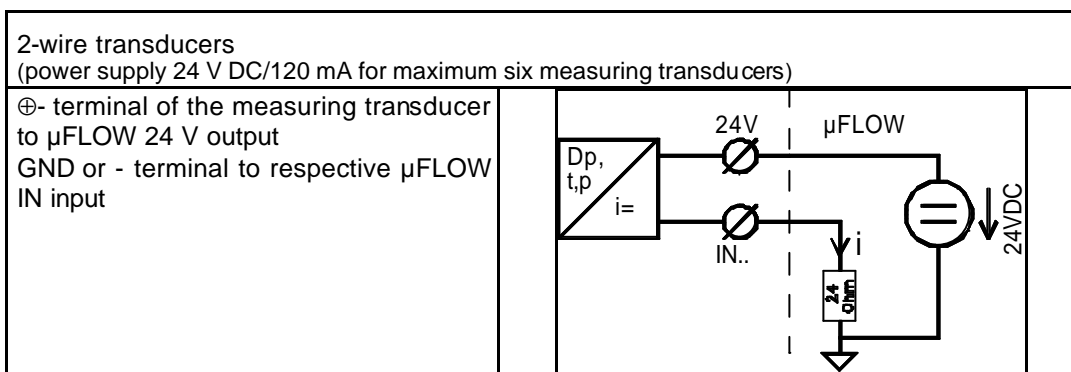 2-wire transducers
(power supply 24 V DC/120 mA for maximum six measuring transducers)
⊕- terminal of the measuring transducer
to µFLOW 24 V output
GND or - terminal to respective µFLOW
IN input
24V
µFLOW
Dp,
t,p
i=
IN..
i
24
Ohm
24VDC